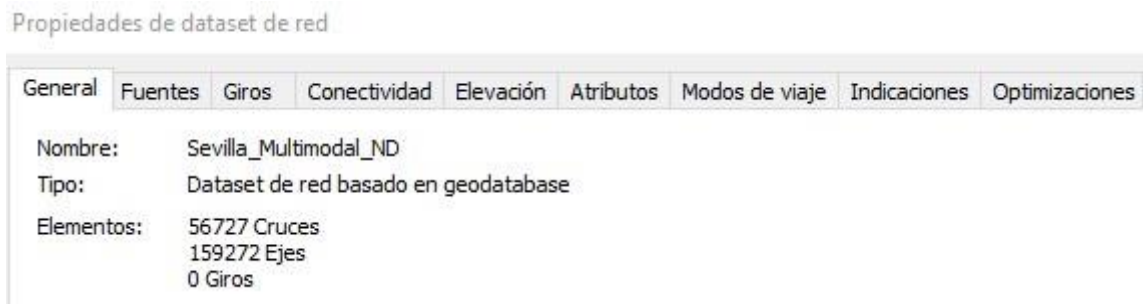 Propiedades de dataset de red
General Fuentes Giros Conectividad Elevación Atributos Modos de viaje Indicaciones Optimizaciones
Nombre: Sevilla_Multimodal_ND
Tipo: Dataset de red basado en geodatabase
Elementos: 56727 Cruces
159272 Ejes
0 Giros